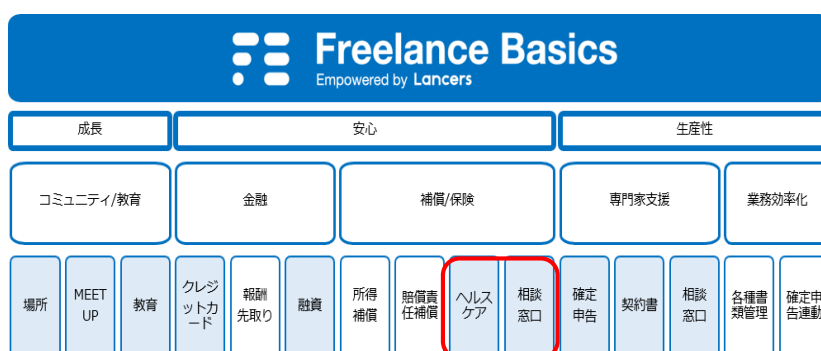 Freelance Basics
Empowered by Lancers
成長
安心
生産性
コミュニティ/教育
金融
補償/保険
専門家支援
業務効率化
場所
MEET
UP
教育
クレジ
ットカ
ード
報酬
先取り
融資
所得
補償
賠償責
任補償
ヘルス
ケア
相談
窓口
確定
申告
契約書
相談
窓口
各種書
類管理
確定申
告連動